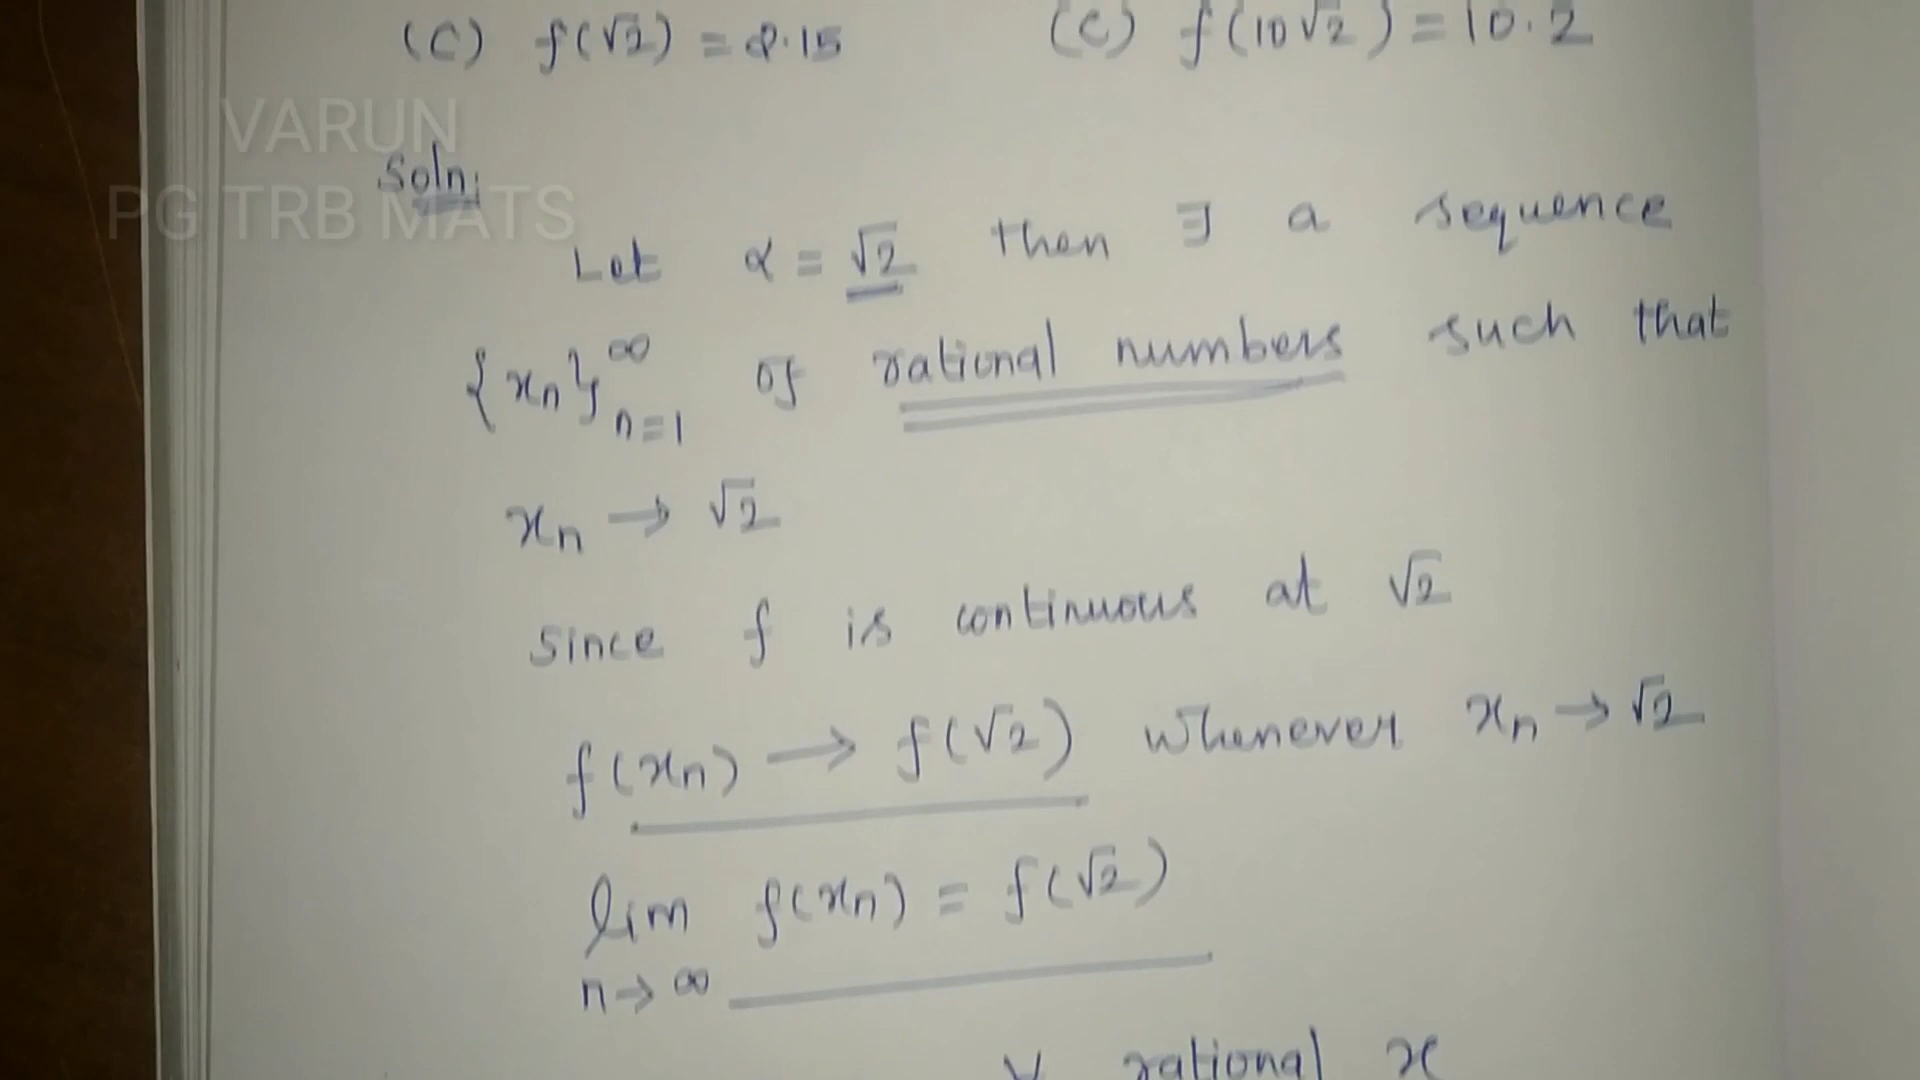 (C) f(√2) = 8.15 (C) f(10√2) = 10.2
VARUN
PG TRB MATS
Soln:
Let α = √2 then ∃ a sequence
{xn}∞n=1 of rational numbers such that
xn → √2
since f is continuous at √2
f(xn) → f(√2) whenever xn → √2
lim f(xn) = f(√2)
n→∞
∀ rational x